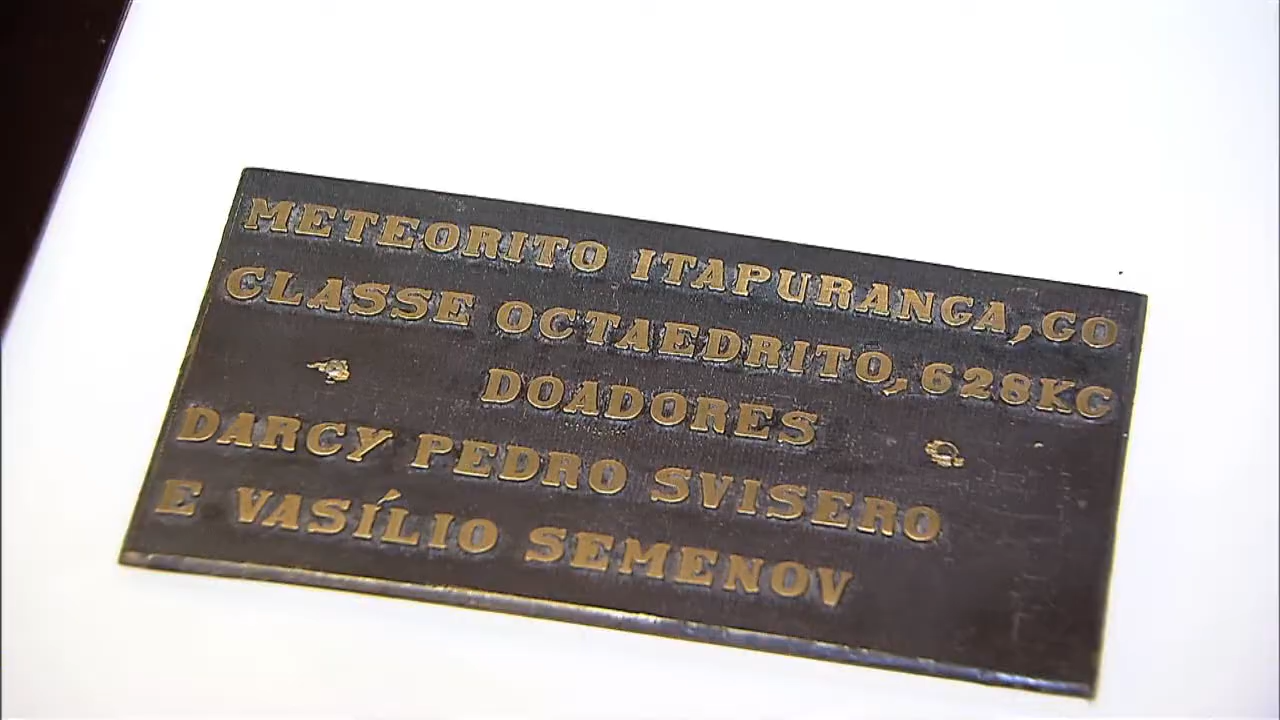 METEORITO ITAPURANGA,GO
CLASSE OCTAEDRITO,628KG
DOADORES
DARCY PEDRO SVISERO
E VASÍLIO SEMENOV